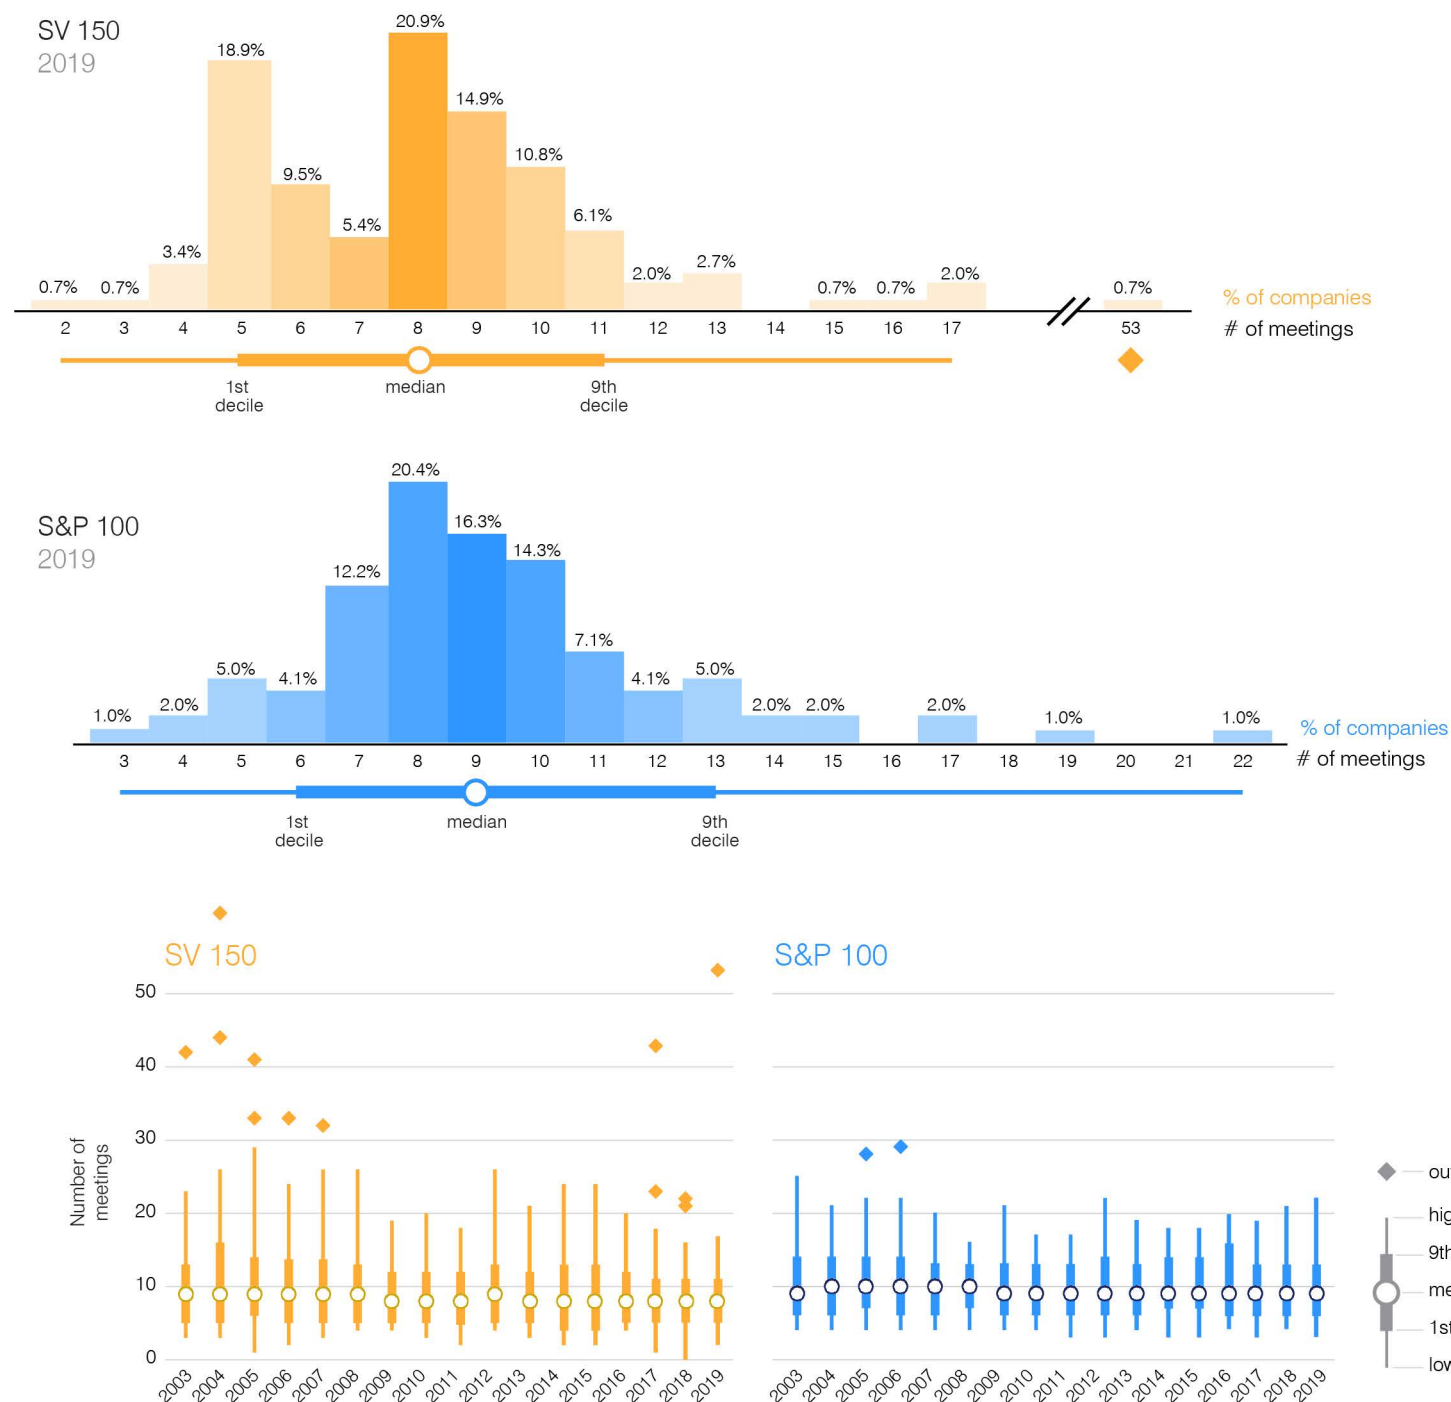 SV 150
2019
20.9%
18.9%
14.9%
10.8%
9.5%
6.1%
5.4%
3.4%
2.7%
2.0%
2.0%
0.7% 0.7% 0.7% 0.7% 0.7%
% of companies
2 3 4 5 6 7 8 9 10 11 12 13 14 15 16 17 53 # of meetings
1st decile
median
9th decile
S&P 100
2019
20.4%
16.3%
14.3%
12.2%
7.1%
5.0% 4.1% 4.1% 5.0%
1.0% 2.0% 2.0% 2.0% 2.0% 1.0% 1.0%
% of companies
3 4 5 6 7 8 9 10 11 12 13 14 15 16 17 18 19 20 21 22 # of meetings
1st decile
median
9th decile
SV 150
S&P 100
50
40
30
20
10
0
Number of
meetings
2003 2004 2005 2006 2007 2008 2009 2010 2011 2012 2013 2014 2015 2016 2017 2018 2019
2003 2004 2005 2006 2007 2008 2009 2010 2011 2012 2013 2014 2015 2016 2017 2018 2019
ou
hig
9th
me
1st
low